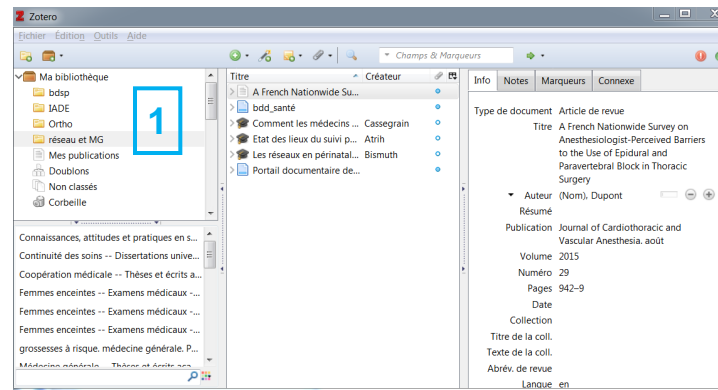 Z Zotero
Fichier Édition Outils Aide
Champs & Marqueurs
Ma bibliothèque
bdsp
IADE
Ortho
réseau et MG
Mes publications
Doublons
Non classés
Corbeille
1
Connaissances, attitudes et pratiques en s...
Continuité des soins -- Dissertations unive...
Coopération médicale -- Thèses et écrits a...
Femmes enceintes -- Examens médicaux -...
Femmes enceintes -- Examens médicaux -...
Femmes enceintes -- Examens médicaux -...
grossesses à risque. médecine générale. P...
Médecine générale -- Thèses et écrits aca...
Titre Créateur
A French Nationwide Su...
bdd_santé
Comment les médecins ... Cassegrain
Etat des lieux du suivi p... Atrih
Les réseaux en périnatal... Bismuth
Portail documentaire de...
Info Notes Marqueurs Connexe
Type de document Article de revue
Titre A French Nationwide Survey on
Anesthesiologist-Perceived Barriers
to the Use of Epidural and
Paravertebral Block in Thoracic
Surgery
Auteur (Nom), Dupont
Résumé
Publication Journal of Cardiothoracic and
Vascular Anesthesia. août
Volume 2015
Numéro 29
Pages 942–9
Date
Collection
Titre de la coll.
Texte de la coll.
Abrév. de revue
Langue en